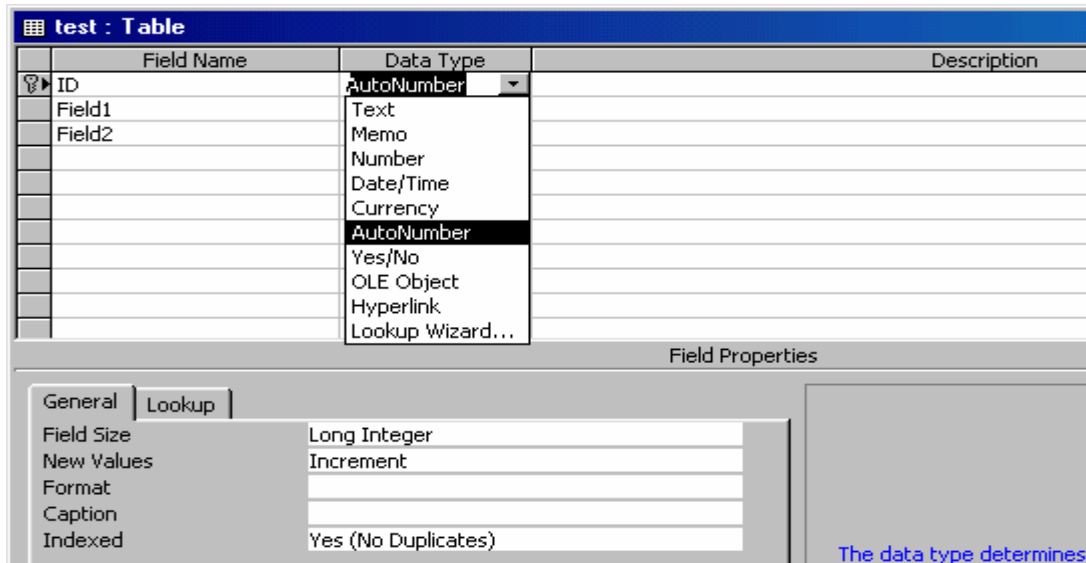 test : Table
Field Name Data Type Description
ID AutoNumber
Field1 Text
Field2 Memo
Number
Date/Time
Currency
AutoNumber
Yes/No
OLE Object
Hyperlink
Lookup Wizard...
Field Properties
General Lookup
Field Size Long Integer
New Values Increment
Format
Caption
Indexed Yes (No Duplicates)
The data type determines